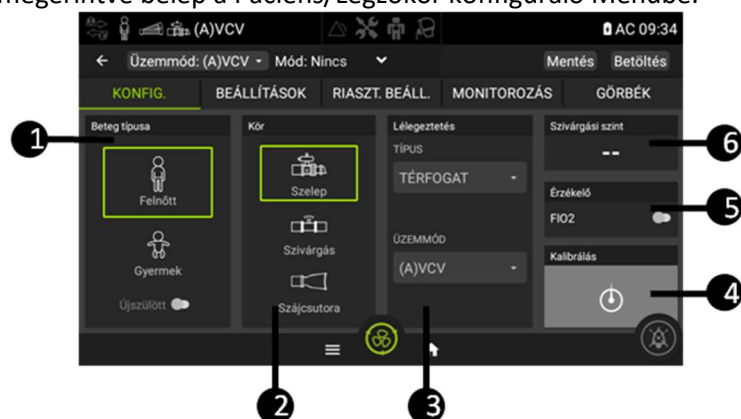 megérintve belép a Páciens/Légzőkör konfiguráló Menübe.
(A)VCV
AC 09:34
Üzemmód: (A)VCV
Mód: Nincs
Mentés
Betöltés
KONFIG.
BEÁLLÍTÁSOK
RIASZT. BEÁLL.
MONITOROZÁS
GÖRBÉK
1
Beteg típusa
Felnőtt
Gyermek
Újszülött
Kör
Szelep
Szivárgás
Szájcsutora
Lélegeztetés
TÍPUS
TÉRFOGAT
ÜZEMMÓD
(A)VCV
Szivárgási szint
--
6
Érzékelő
FIO2
5
Kalibrálás
4
2
3